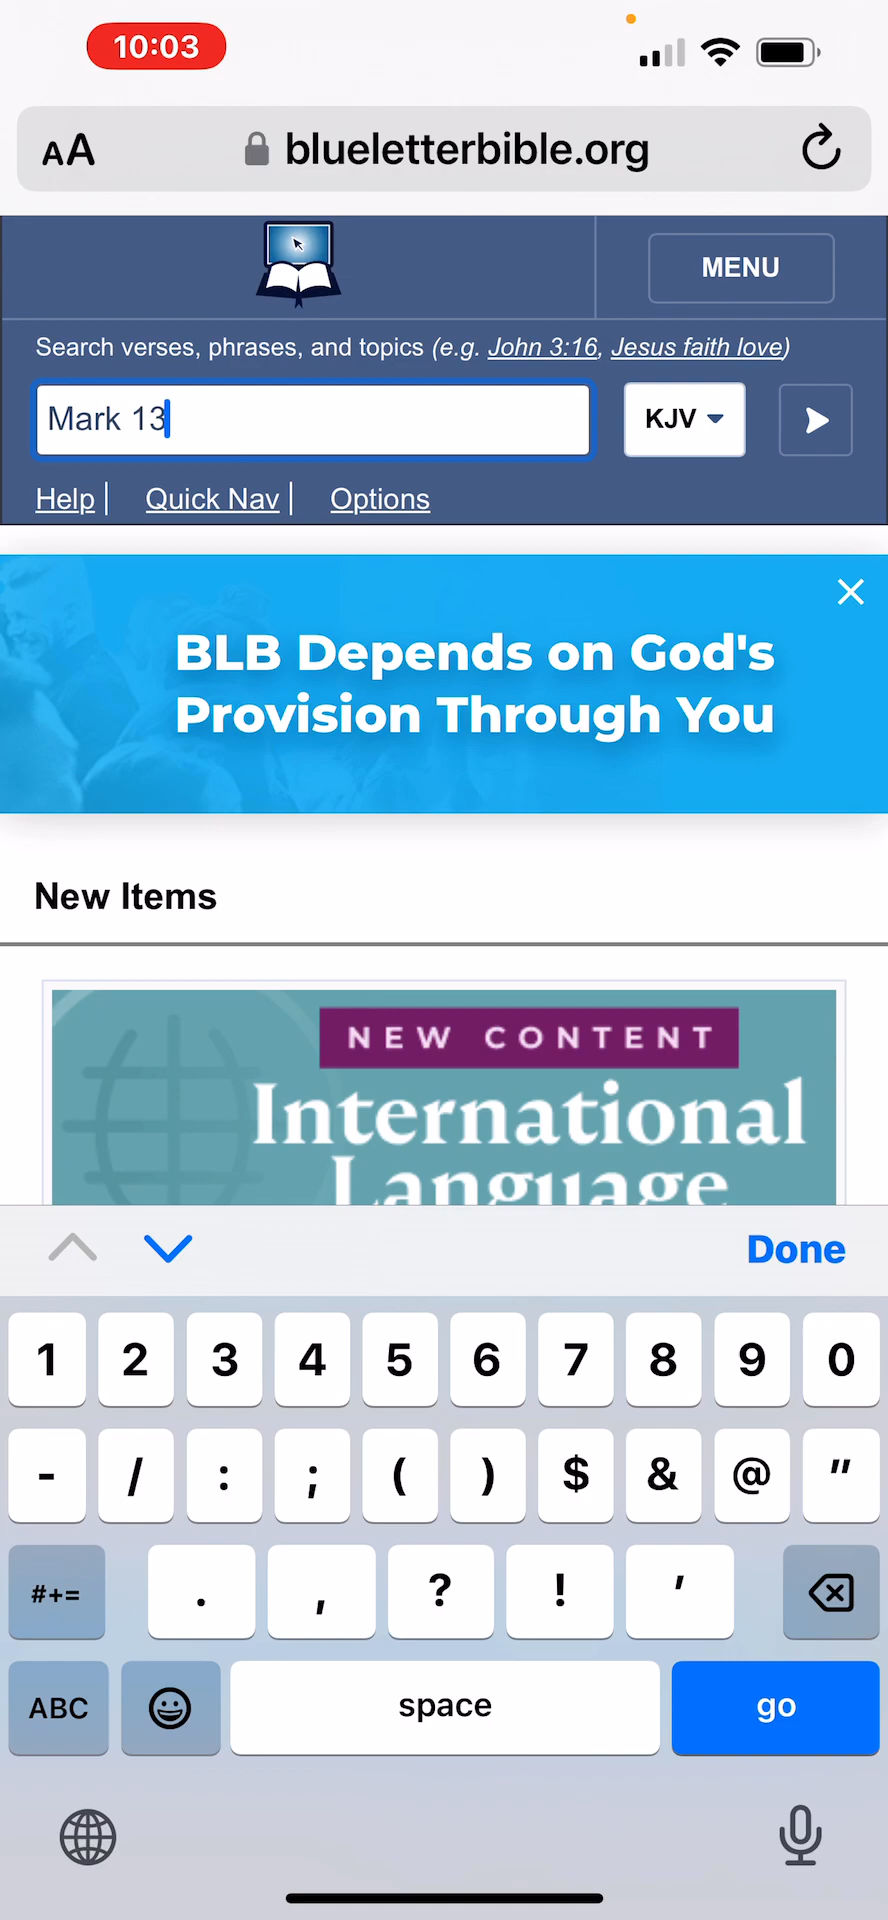 10:03
AA blueletterbible.org
MENU
Search verses, phrases, and topics (e.g. John 3:16, Jesus faith love)
Mark 13
KJV
Help | Quick Nav | Options
BLB Depends on God's
Provision Through You
New Items
NEW CONTENT
International
Language
Done
1 2 3 4 5 6 7 8 9 0
- / : ; ( ) $ & @ "
#+= . , ? ! '
ABC space go